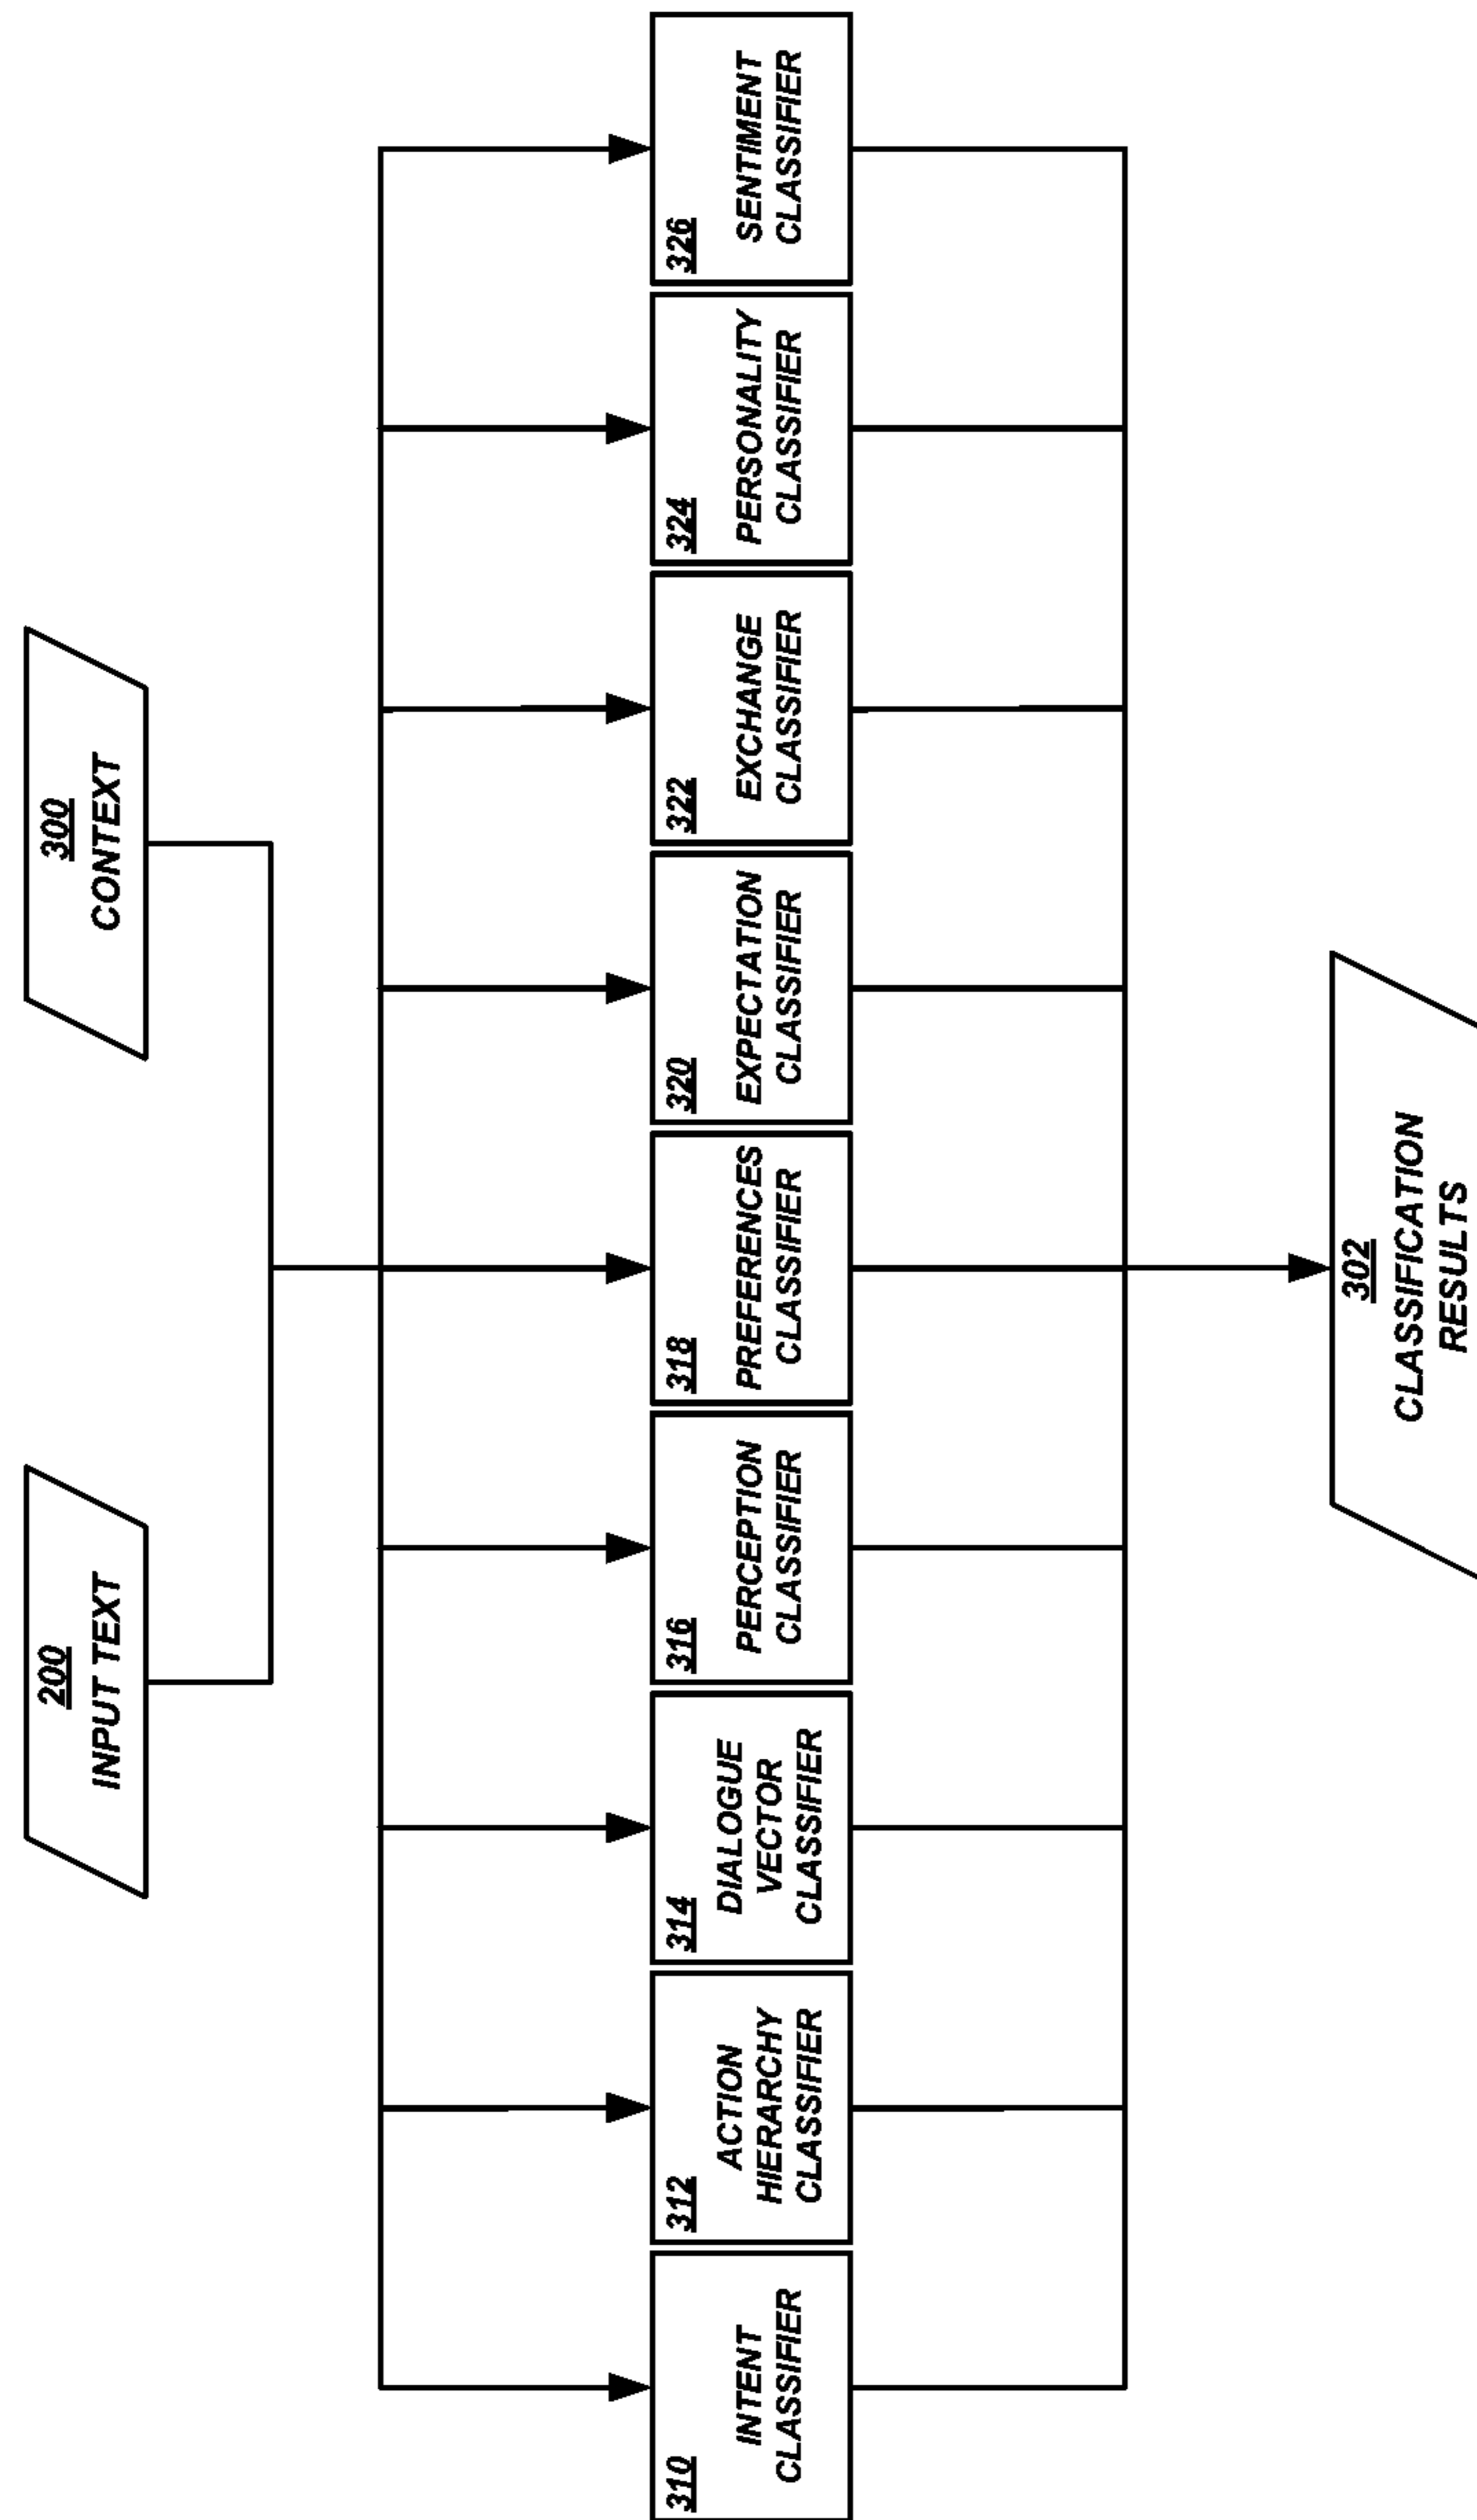 200
INPUT TEXT
300
CONTEXT
310
INTENT
CLASSIFIER
312
ACTION
HIERARCHY
CLASSIFIER
314
DIALOGUE
VECTOR
CLASSIFIER
316
PERCEPTION
CLASSIFIER
318
PREFERENCES
CLASSIFIER
320
EXPECTATION
CLASSIFIER
322
EXCHANGE
CLASSIFIER
324
PERSONALITY
CLASSIFIER
326
SENTIMENT
CLASSIFIER
302
CLASSIFICATION
RESULTS